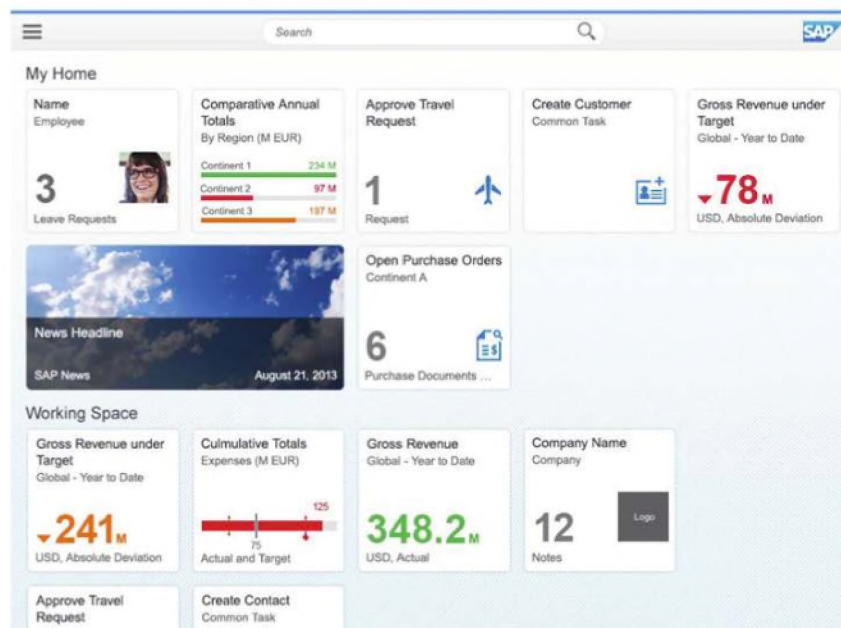 Search
SAP
My Home
Name
Employee
3
Leave Requests
Comparative Annual
Totals
By Region (M EUR)
Continent 1 234 M
Continent 2 97 M
Continent 3 197 M
Approve Travel
Request
1
Request
Create Customer
Common Task
Gross Revenue under
Target
Global - Year to Date
78 M
USD, Absolute Deviation
News Headline
SAP News August 21, 2013
Open Purchase Orders
Continent A
6
Purchase Documents ...
Working Space
Gross Revenue under
Target
Global - Year to Date
241 M
USD, Absolute Deviation
Culmulative Totals
Expenses (M EUR)
125
75
Actual and Target
Gross Revenue
Global - Year to Date
348.2 M
USD, Actual
Company Name
Company
12
Logo
Notes
Approve Travel
Request
Create Contact
Common Task